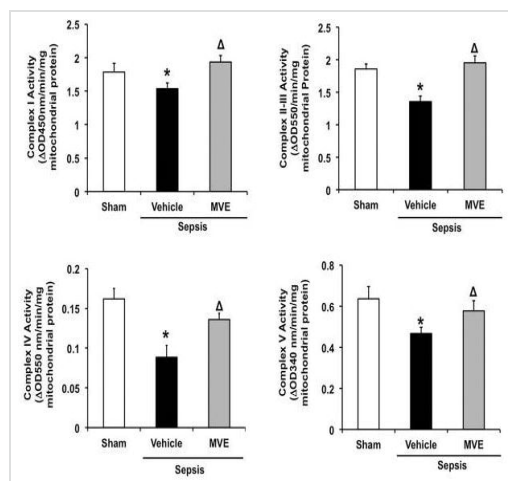 Complex I Activity
(ΔOD450nm/min/mg
mitochondrial protein)
2.5
2
1.5
1
0.5
0
*
Δ
Sham Vehicle MVE
Sepsis
Complex II-III Activity
(ΔOD550/min/mg
mitochondrial Protein)
2.5
2
1.5
1
0.5
0
*
Δ
Sham Vehicle MVE
Sepsis
Complex IV Activity
(ΔOD550 nm/min/mg
mitochondrial protein)
0.2
0.15
0.1
0.05
0
*
Δ
Sham Vehicle MVE
Sepsis
Complex V Activity
(ΔOD340 nm/min/mg
mitochondrial protein)
0.8
0.6
0.4
0.2
0
*
Δ
Sham Vehicle MVE
Sepsis